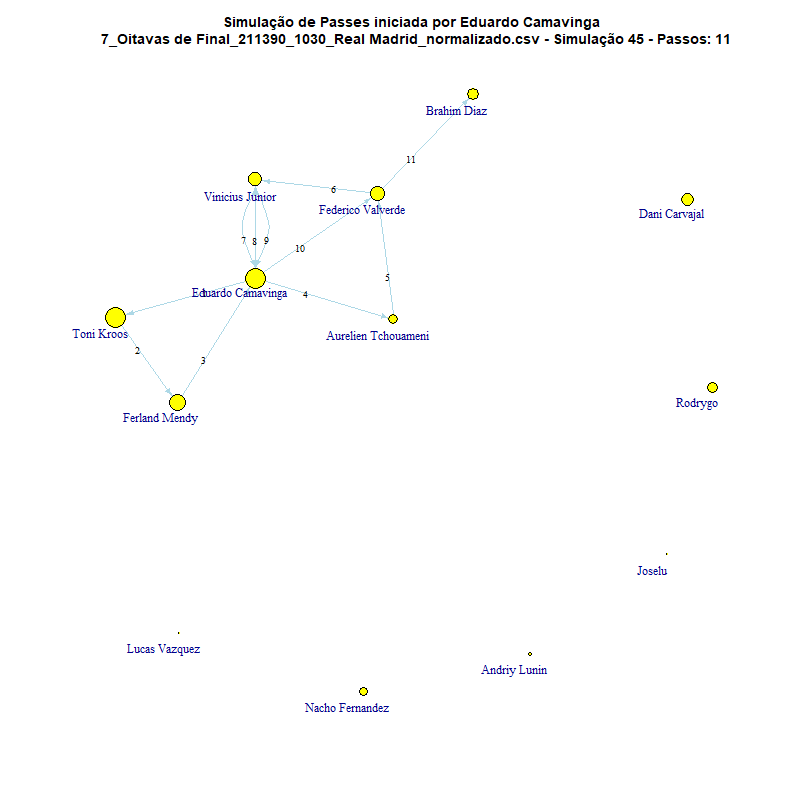 Simulação de Passes iniciada por Eduardo Camavinga
7_Oitavas de Final_211390_1030_Real Madrid_normalizado.csv - Simulação 45 - Passos: 11
Brahim Diaz
11
Vinicius Junior
6
Federico Valverde
Dani Carvajal
7
8
9
10
Eduardo Camavinga
1
4
5
Toni Kroos
Aurelien Tchouameni
2
3
Ferland Mendy
Rodrygo
Joselu
Lucas Vazquez
Andriy Lunin
Nacho Fernandez